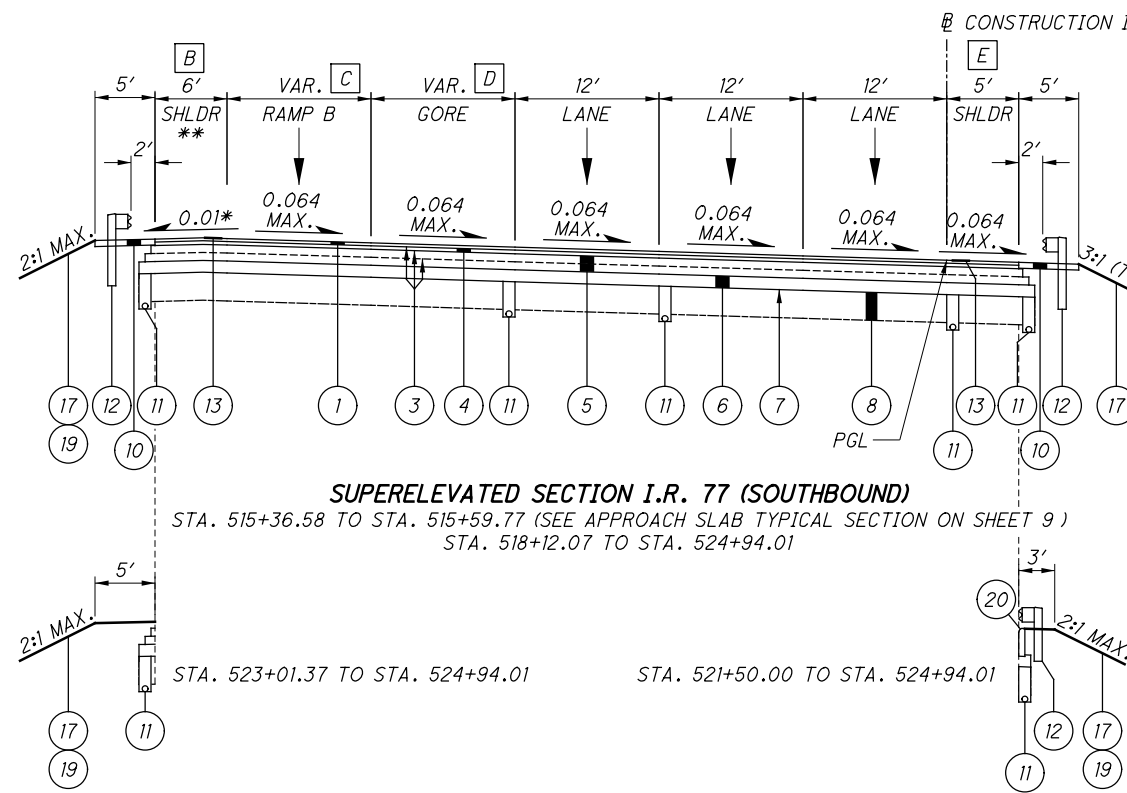 ℄ CONSTRUCTION
B E
5' 6' VAR. C VAR. D 12' 12' 12' 5' 5'
SHLDR RAMP B GORE LANE LANE LANE SHLDR
**
2' 2'
0.01* 0.064 0.064 0.064 0.064 0.064 0.064
MAX. MAX. MAX. MAX. MAX. MAX.
2:1 MAX. 3:1
17 12 11 13 1 3 4 11 5 11 6 7 8 13 11 12 17
19 10 PGL 11 10
SUPERELEVATED SECTION I.R. 77 (SOUTHBOUND)
STA. 515+36.58 TO STA. 515+59.77 (SEE APPROACH SLAB TYPICAL SECTION ON SHEET 9 )
STA. 518+12.07 TO STA. 524+94.01
5' 3'
20
2:1 MAX. 2:1 MAX.
STA. 523+01.37 TO STA. 524+94.01 STA. 521+50.00 TO STA. 524+94.01
17 11 12 17
19 11 19